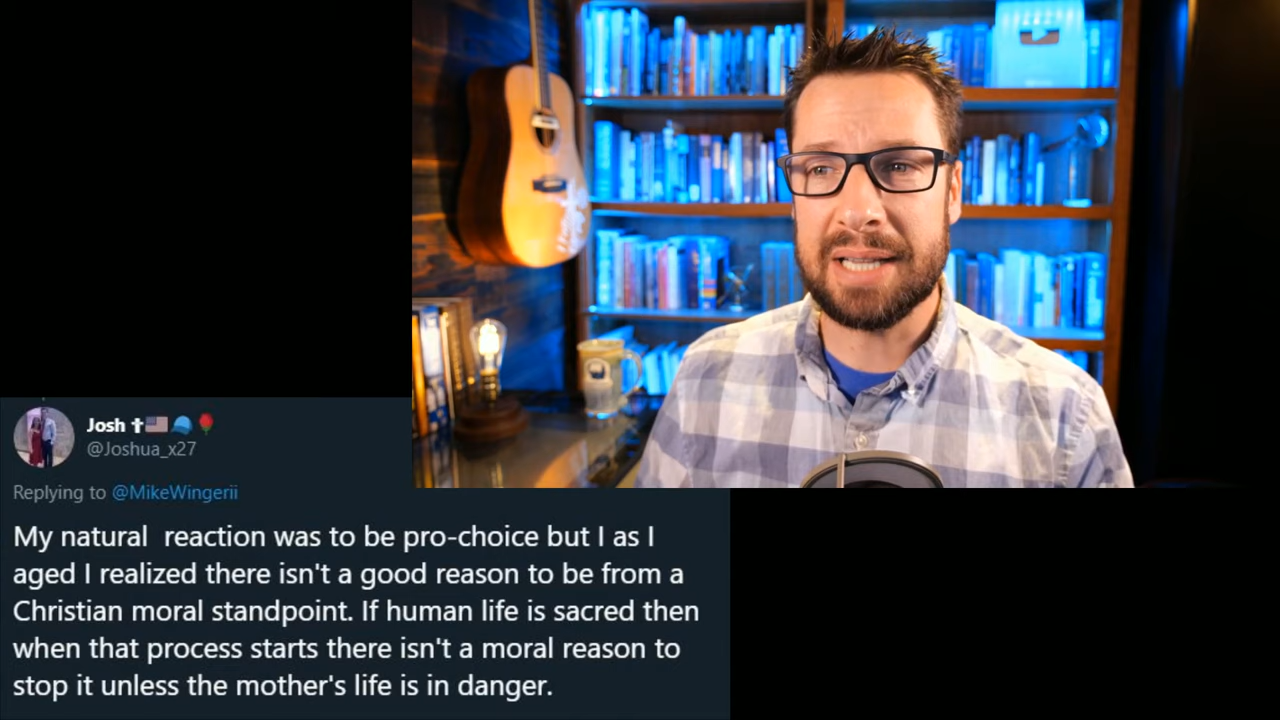 Josh ✝🇺🇸🧢🌹
@Joshua_x27
Replying to @MikeWingerii
My natural reaction was to be pro-choice but I as I
aged I realized there isn't a good reason to be from a
Christian moral standpoint. If human life is sacred then
when that process starts there isn't a moral reason to
stop it unless the mother's life is in danger.